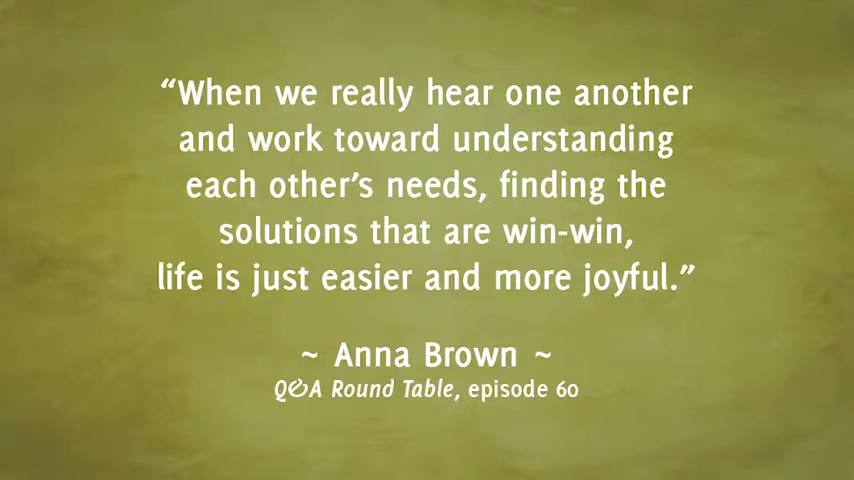 “When we really hear one another
and work toward understanding
each other’s needs, finding the
solutions that are win-win,
life is just easier and more joyful.”
~ Anna Brown ~
Q&A Round Table, episode 60